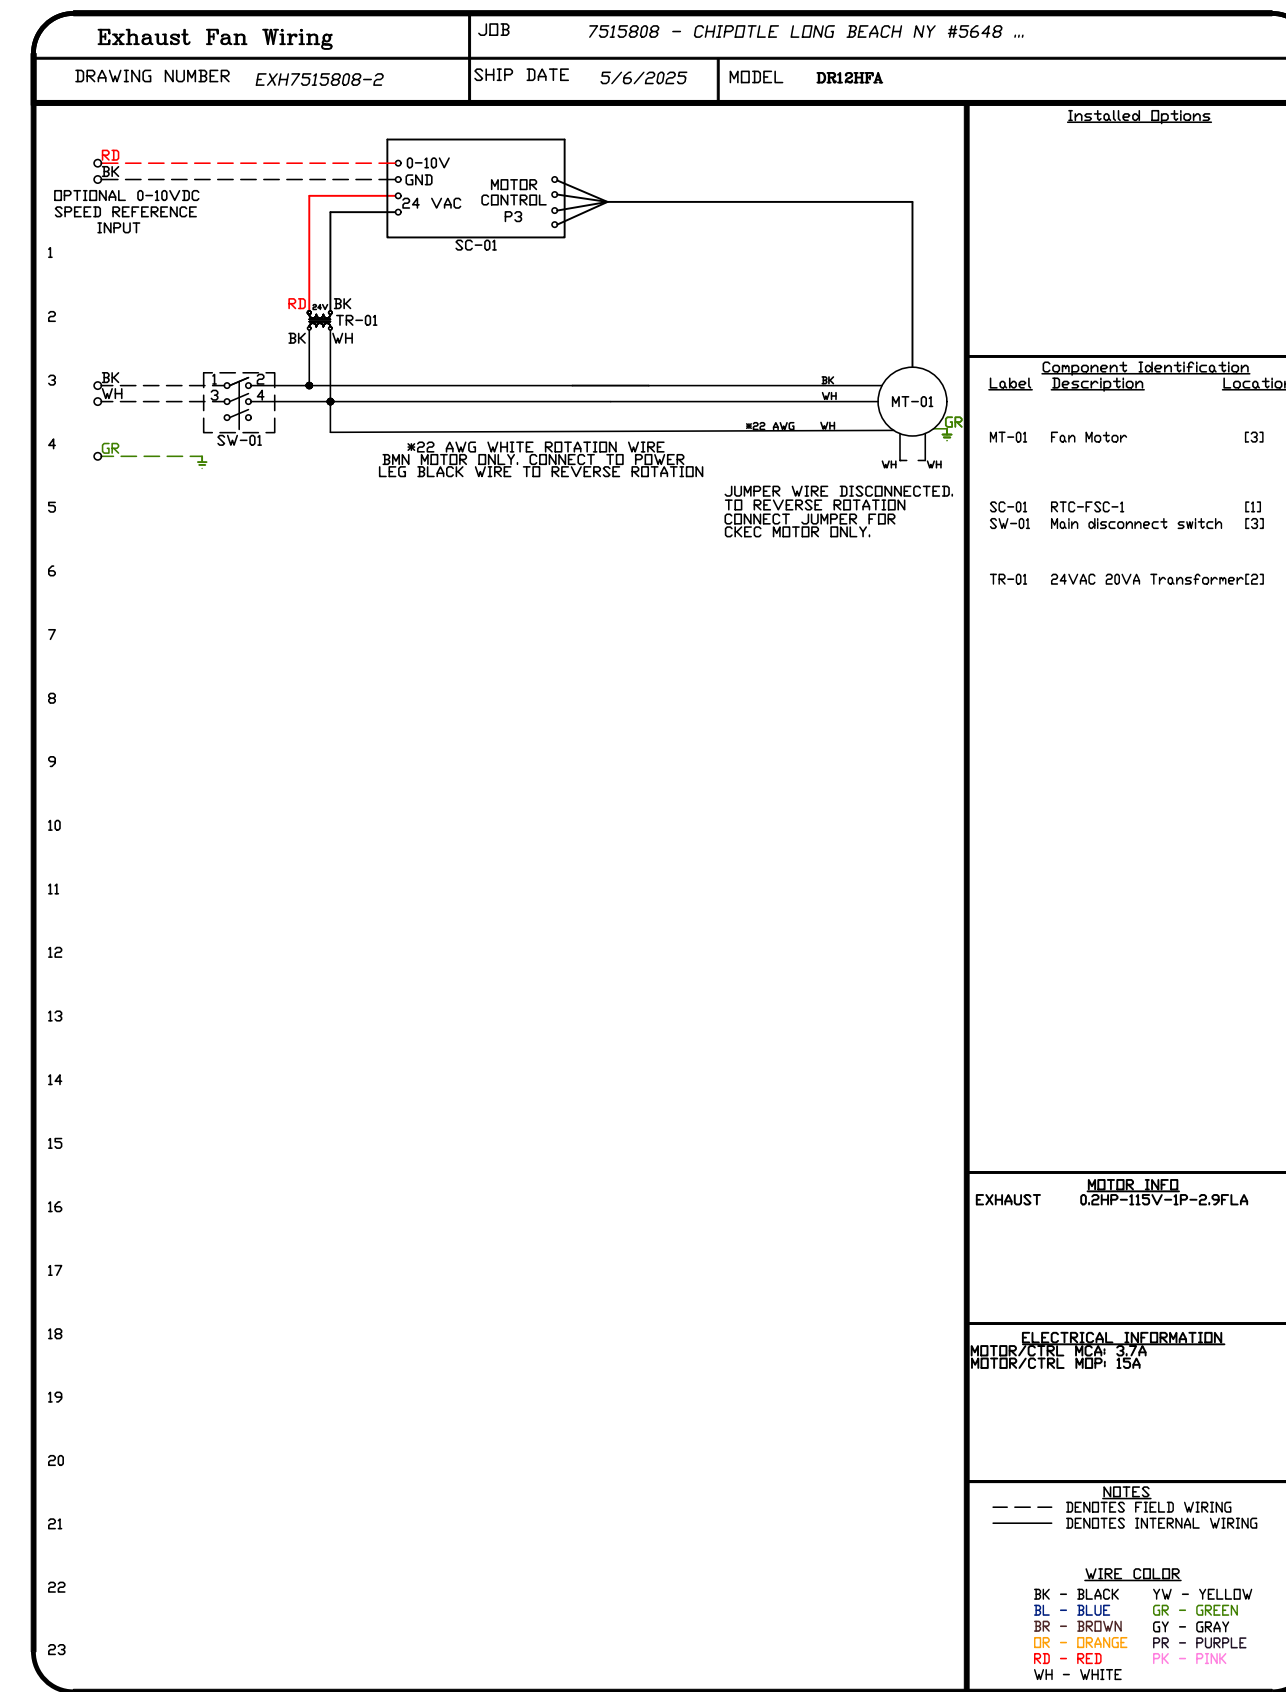 Exhaust Fan Wiring
JOB 7515808 - CHIPOTLE LONG BEACH NY #5648 ...
DRAWING NUMBER EXH7515808-2
SHIP DATE 5/6/2025
MODEL DR12HFA
RD
BK
OPTIONAL 0-10VDC
SPEED REFERENCE
INPUT
0-10V
GND
24 VAC
MOTOR
CONTROL
P3
SC-01
RD 24V BK
TR-01
BK WH
BK
WH
1 2
3 4
SW-01
GR
BK
WH
MT-01
*22 AWG WH
GR
WH WH
*22 AWG WHITE ROTATION WIRE
BMN MOTOR ONLY. CONNECT TO POWER
LEG BLACK WIRE TO REVERSE ROTATION
JUMPER WIRE DISCONNECTED.
TO REVERSE ROTATION
CONNECT JUMPER FOR
CKEC MOTOR ONLY.
1
2
3
4
5
6
7
8
9
10
11
12
13
14
15
16
17
18
19
20
21
22
23
Installed Options
Component Identification
Label Description Location
MT-01 Fan Motor [3]
SC-01 RTC-FSC-1 [1]
SW-01 Main disconnect switch [3]
TR-01 24VAC 20VA Transformer[2]
MOTOR INFO
EXHAUST 0.2HP-115V-1P-2.9FLA
ELECTRICAL INFORMATION
MOTOR/CTRL MCA: 3.7A
MOTOR/CTRL MOP: 15A
NOTES
DENOTES FIELD WIRING
DENOTES INTERNAL WIRING
WIRE COLOR
BK - BLACK YW - YELLOW
BL - BLUE GR - GREEN
BR - BROWN GY - GRAY
OR - ORANGE PR - PURPLE
RD - RED PK - PINK
WH - WHITE